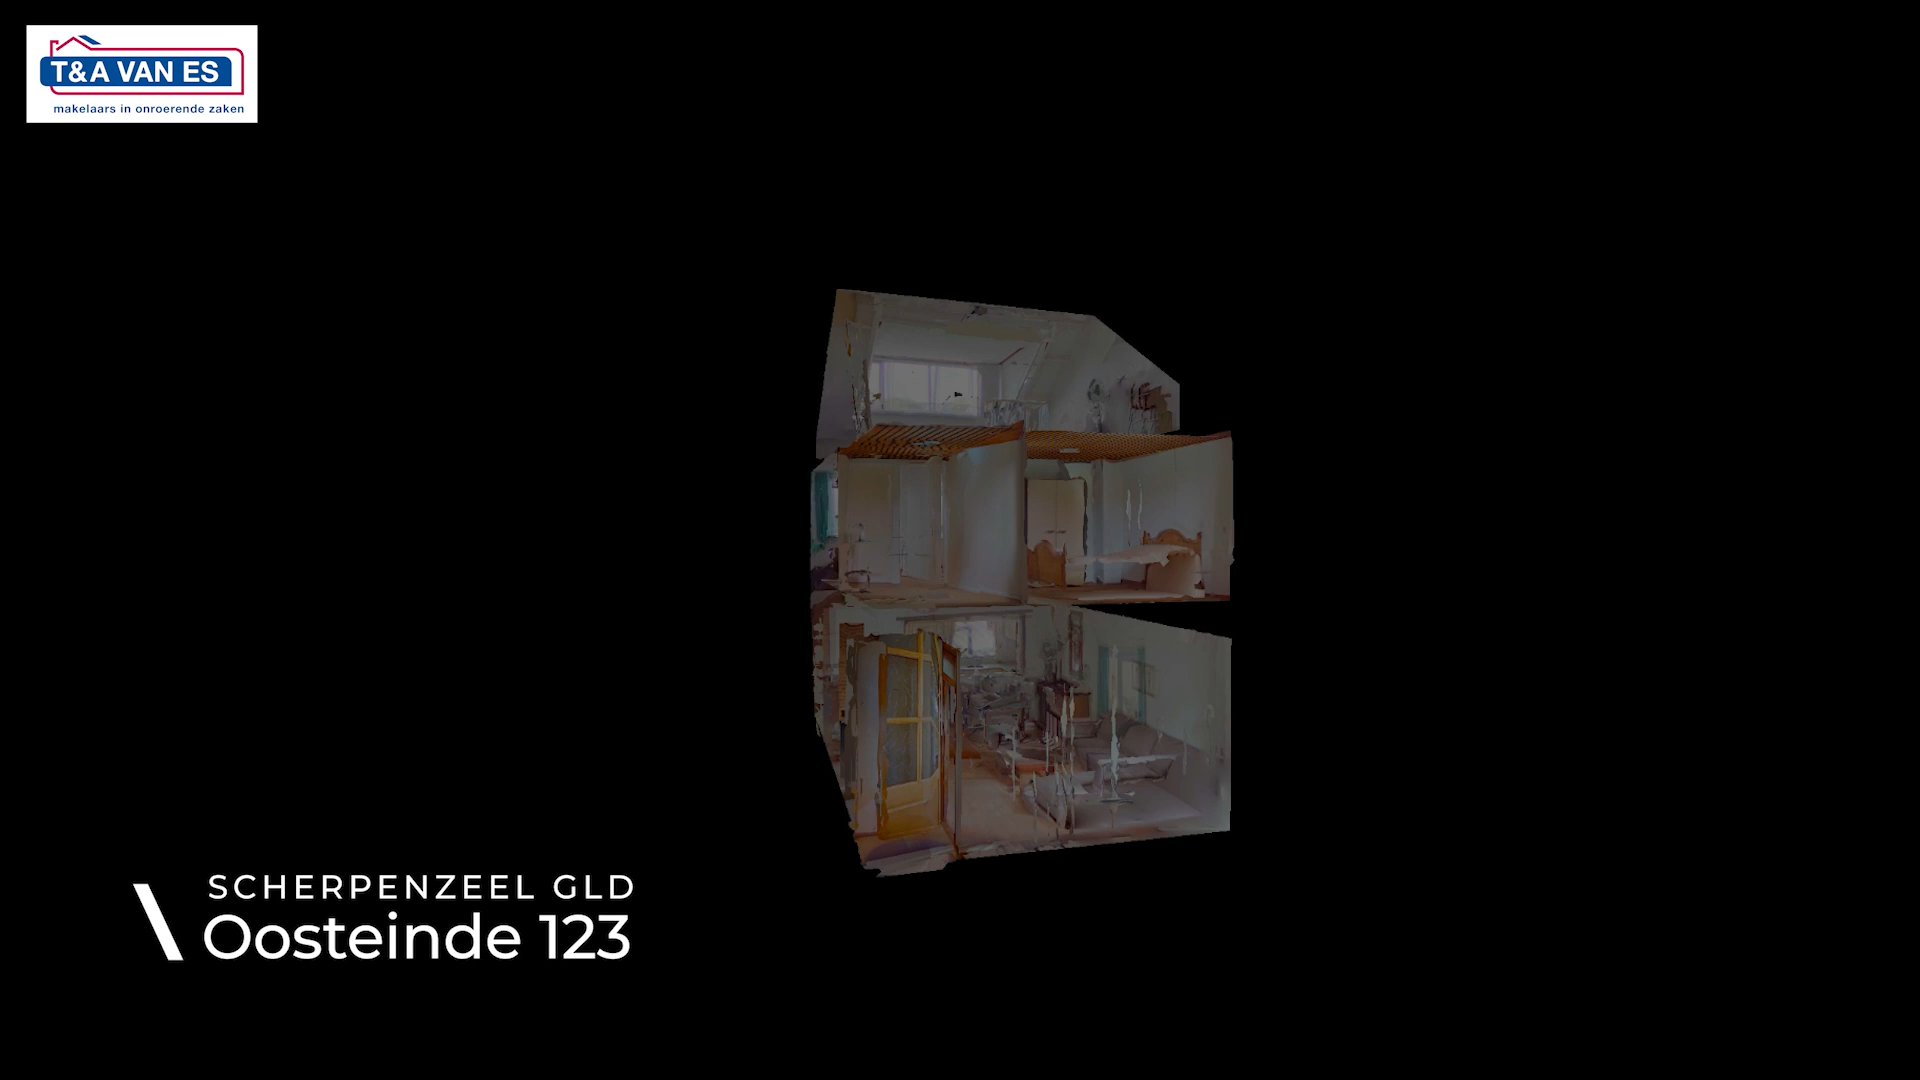 T&A VAN ES
makelaars in onroerende zaken
SCHERPENZEEL GLD
Oosteinde 123